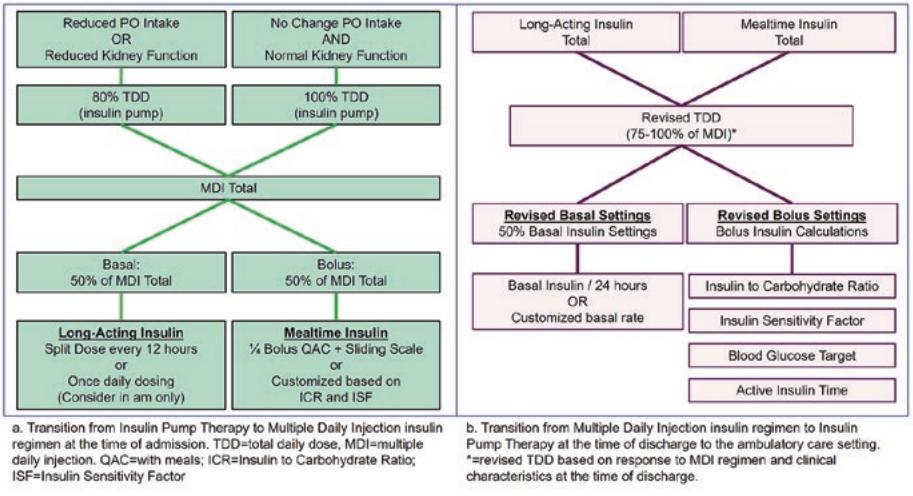 Reduced PO Intake
OR
Reduced Kidney Function
No Change PO Intake
AND
Normal Kidney Function
80% TDD
(insulin pump)
100% TDD
(insulin pump)
MDI Total
Basal:
50% of MDI Total
Bolus:
50% of MDI Total
Long-Acting Insulin
Split Dose every 12 hours
or
Once daily dosing
(Consider in am only)
Mealtime Insulin
¼ Bolus QAC + Sliding Scale
or
Customized based on
ICR and ISF
a. Transition from Insulin Pump Therapy to Multiple Daily Injection insulin
regimen at the time of admission. TDD=total daily dose, MDI=multiple
daily injection. QAC=with meals; ICR=Insulin to Carbohydrate Ratio;
ISF=Insulin Sensitivity Factor
Long-Acting Insulin
Total
Mealtime Insulin
Total
Revised TDD
(75-100% of MDI)*
Revised Basal Settings
50% Basal Insulin Settings
Revised Bolus Settings
Bolus Insulin Calculations
Basal Insulin / 24 hours
OR
Customized basal rate
Insulin to Carbohydrate Ratio
Insulin Sensitivity Factor
Blood Glucose Target
Active Insulin Time
b. Transition from Multiple Daily Injection insulin regimen to Insulin
Pump Therapy at the time of discharge to the ambulatory care setting.
*=revised TDD based on response to MDI regimen and clinical
characteristics at the time of discharge.